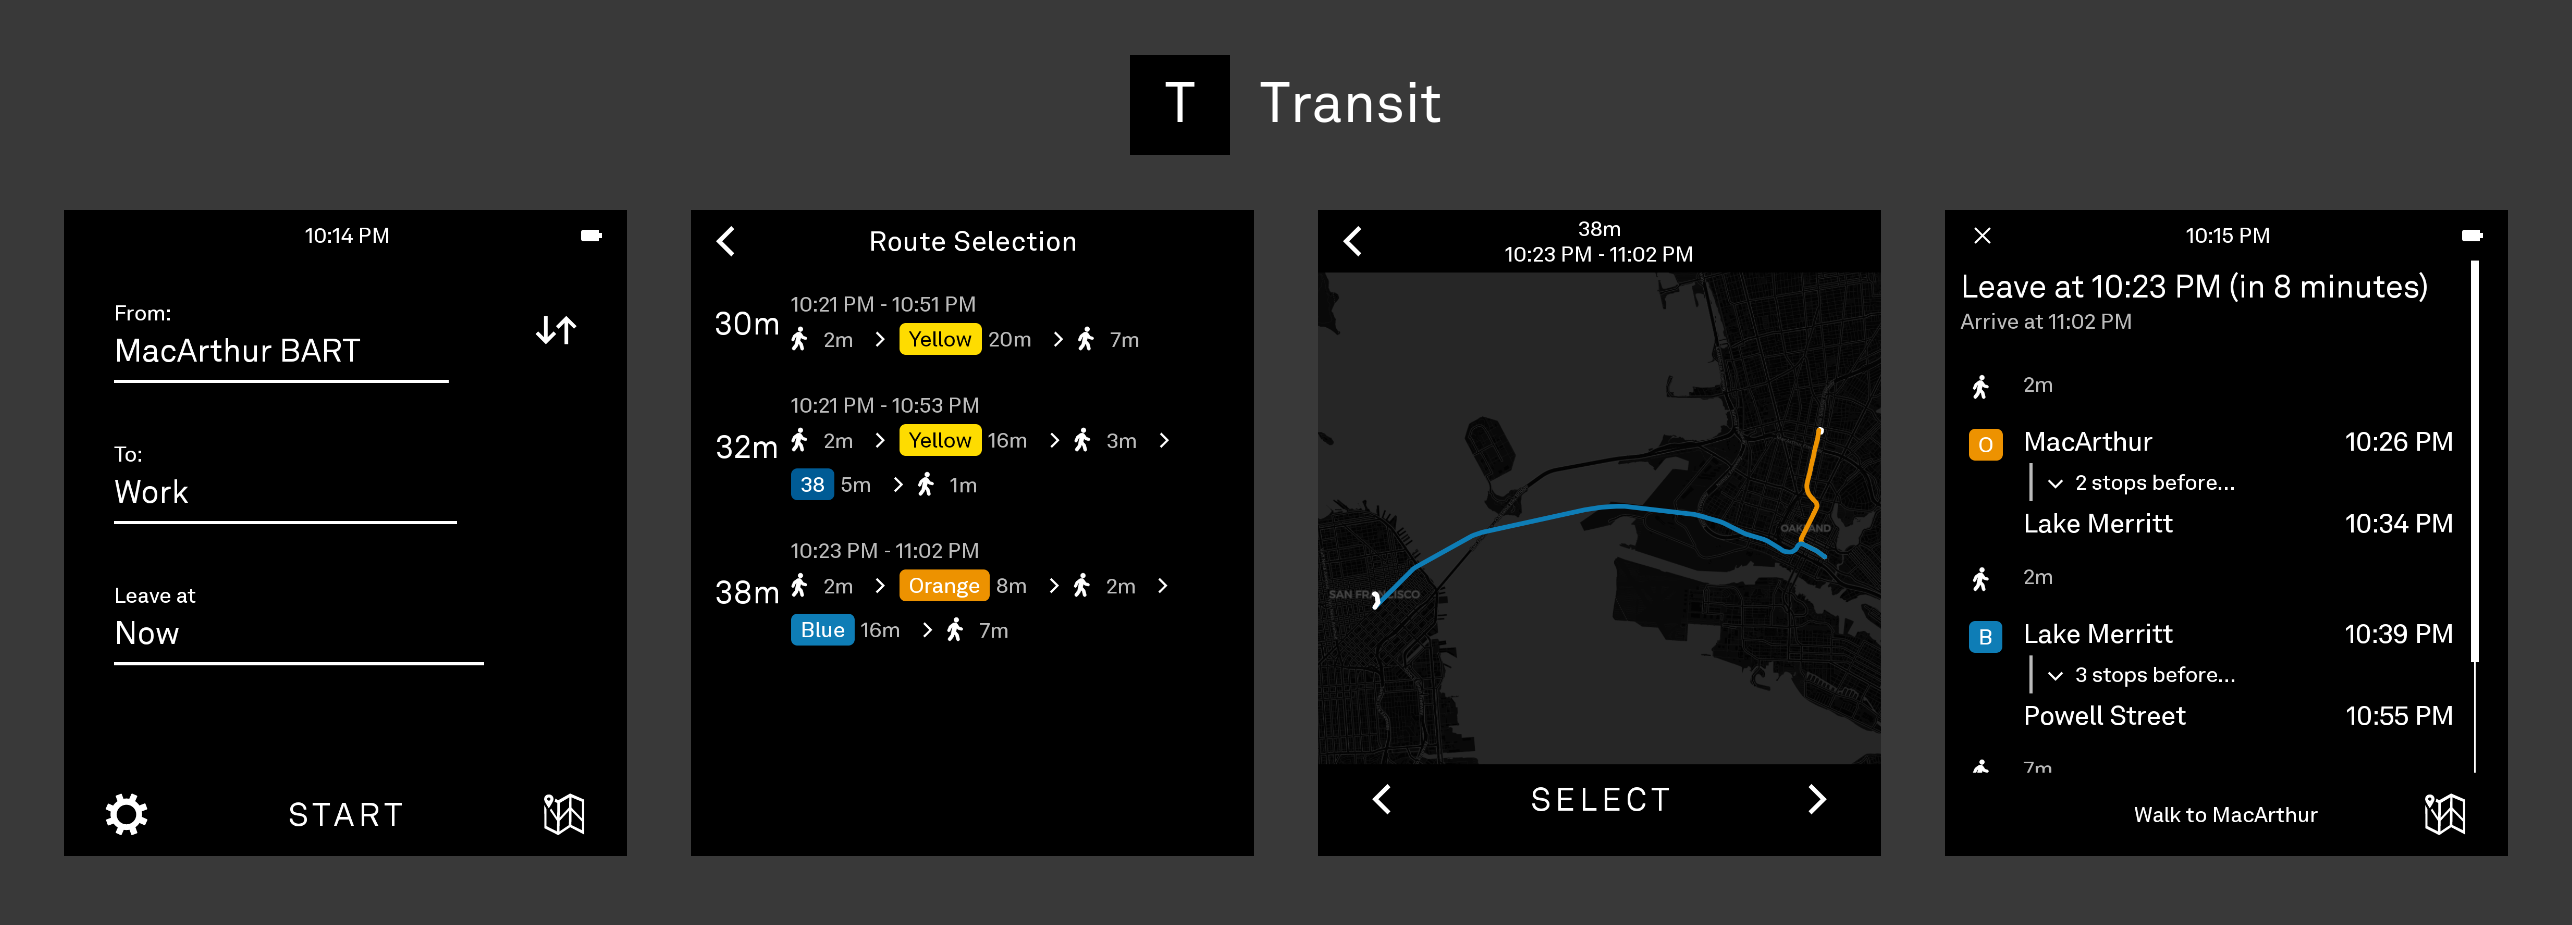 T Transit
10:14 PM
From:
MacArthur BART
To:
Work
Leave at
Now
START
Route Selection
10:21 PM - 10:51 PM
30m
2m > Yellow 20m > 7m
10:21 PM - 10:53 PM
32m
2m > Yellow 16m > 3m >
38 5m > 1m
10:23 PM - 11:02 PM
38m
2m > Orange 8m > 2m >
Blue 16m > 7m
38m
10:23 PM - 11:02 PM
OAKLAND
SAN FRANCISCO
SELECT
10:15 PM
Leave at 10:23 PM (in 8 minutes)
Arrive at 11:02 PM
2m
O MacArthur 10:26 PM
2 stops before...
Lake Merritt 10:34 PM
2m
B Lake Merritt 10:39 PM
3 stops before...
Powell Street 10:55 PM
7m
Walk to MacArthur